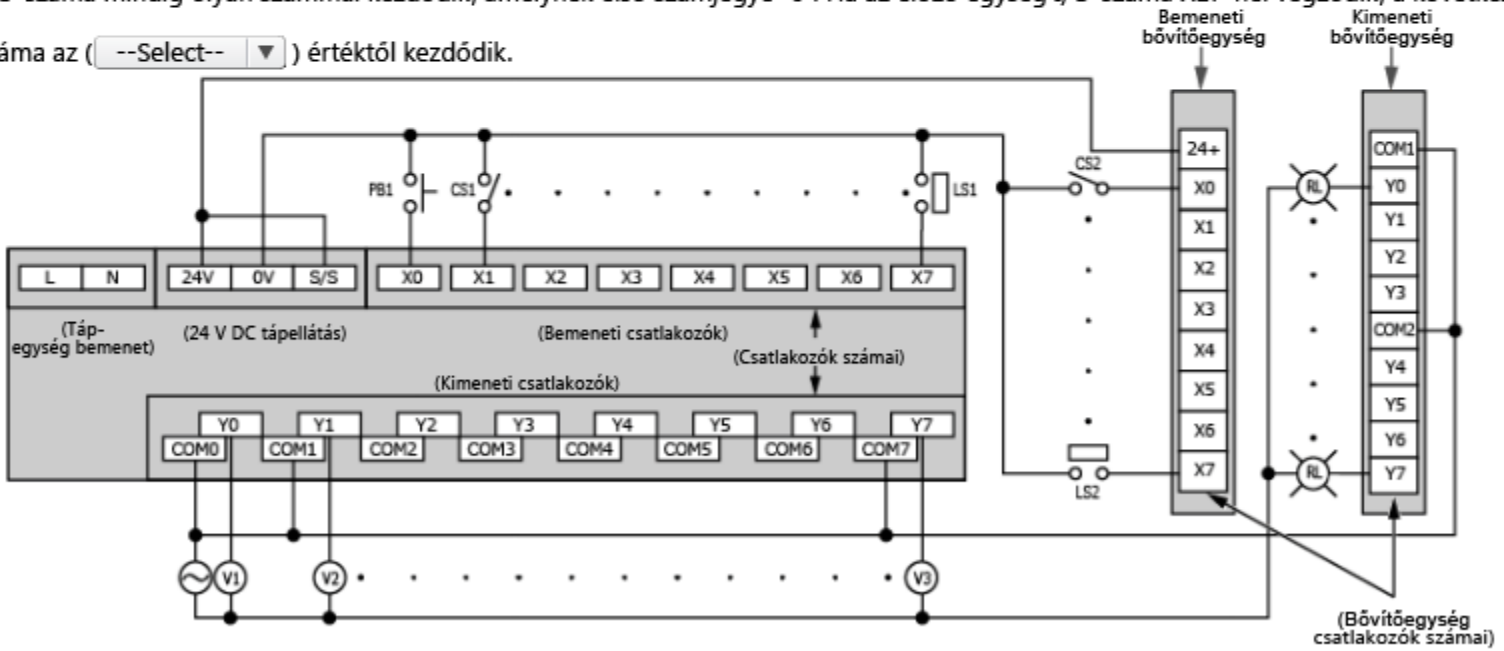 áma az ( --Select-- ▼ ) értéktől kezdődik.
Bemeneti
bővítőegység
Kimeneti
bővítőegység
24+
X0
X1
X2
X3
X4
X5
X6
X7
COM1
Y0
Y1
Y2
Y3
COM2
Y4
Y5
Y6
Y7
CS2
LS2
RL
RL
PB1
CS1
LS1
L N 24V 0V S/S X0 X1 X2 X3 X4 X5 X6 X7
(Táp-
egység bemenet)
(24 V DC tápellátás)
(Bemeneti csatlakozók)
(Csatlakozók számai)
(Kimeneti csatlakozók)
Y0 Y1 Y2 Y3 Y4 Y5 Y6 Y7
COM0 COM1 COM2 COM3 COM4 COM5 COM6 COM7
V1 V2 V3
(Bővítőegység
csatlakozók számai)